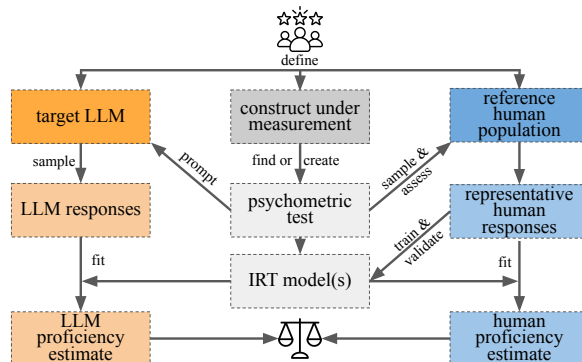 define
target LLM
construct under
measurement
reference
human
population
sample
prompt
find or create
sample &
assess
LLM responses
psychometric
test
representative
human
responses
train &
validate
fit
IRT model(s)
fit
LLM
proficiency
estimate
human
proficiency
estimate